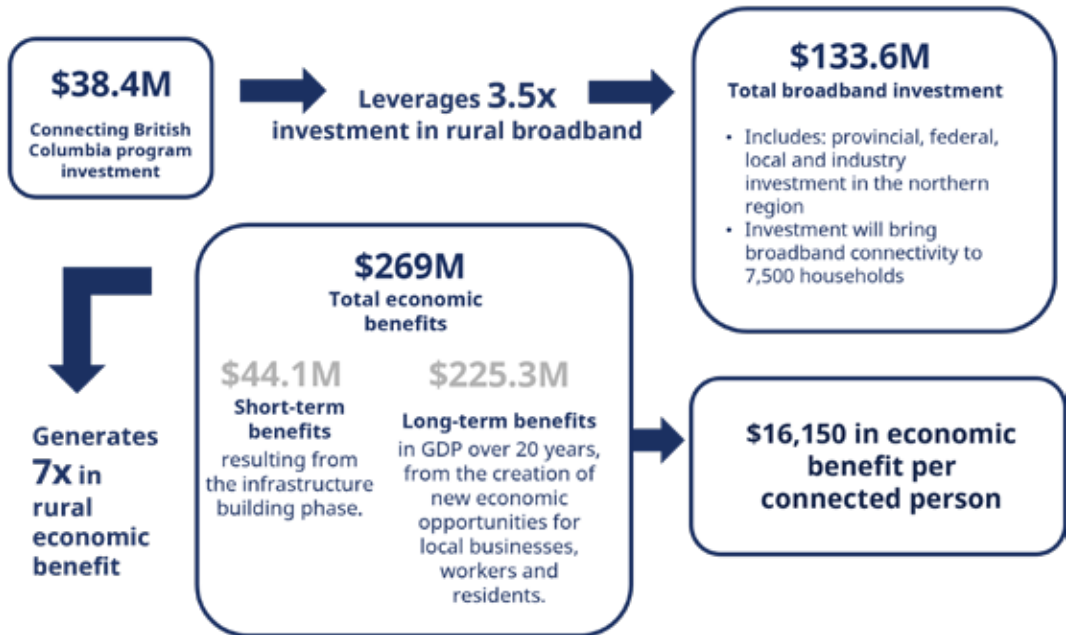 $38.4M
Connecting British
Columbia program
investment
Leverages 3.5x
investment in rural broadband
$133.6M
Total broadband investment
• Includes: provincial, federal,
local and industry
investment in the northern
region
• Investment will bring
broadband connectivity to
7,500 households
Generates
7x in
rural
economic
benefit
$269M
Total economic
benefits
$44.1M
Short-term
benefits
resulting from
the infrastructure
building phase.
$225.3M
Long-term benefits
in GDP over 20 years,
from the creation of
new economic
opportunities for
local businesses,
workers and
residents.
$16,150 in economic
benefit per
connected person